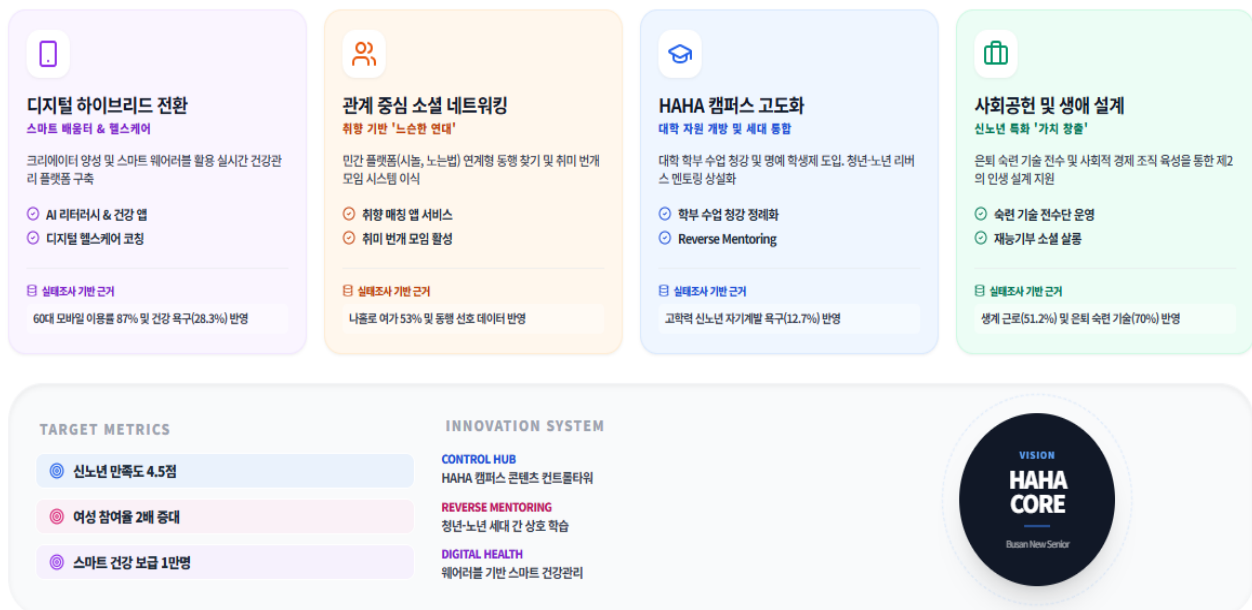 디지털 하이브리드 전환
스마트 배움터 & 헬스케어
크리에이터 양성 및 스마트 웨어러블 활용 실시간 건강관
리 플랫폼 구축
AI 리터러시 & 건강 앱
디지털 헬스케어 코칭
실태조사 기반 근거
60대 모바일 이용률 87% 및 건강 욕구(28.3%) 반영
관계 중심 소셜 네트워킹
취향 기반 '느슨한 연대'
민간 플랫폼(시놀, 노는법) 연계형 동행 찾기 및 취미 번개
모임 시스템 이식
취향 매칭 앱 서비스
취미 번개 모임 활성
실태조사 기반 근거
나홀로 여가 53% 및 동행 선호 데이터 반영
HAHA 캠퍼스 고도화
대학 자원 개방 및 세대 통합
대학 학부 수업 청강 및 명예 학생제 도입. 청년-노년 리버
스 멘토링 상설화
학부 수업 청강 정례화
Reverse Mentoring
실태조사 기반 근거
고학력 신노년 자기계발 욕구(12.7%) 반영
사회공헌 및 생애 설계
신노년 특화 '가치 창출'
은퇴 숙련 기술 전수 및 사회적 경제 조직 육성을 통한 제2
의 인생 설계 지원
숙련 기술 전수단 운영
재능기부 소셜 살롱
실태조사 기반 근거
생계 근로(51.2%) 및 은퇴 숙련 기술(70%) 반영
TARGET METRICS
신노년 만족도 4.5점
여성 참여율 2배 증대
스마트 건강 보급 1만명
INNOVATION SYSTEM
CONTROL HUB
HAHA 캠퍼스 콘텐츠 컨트롤타워
REVERSE MENTORING
청년-노년 세대 간 상호 학습
DIGITAL HEALTH
웨어러블 기반 스마트 건강관리
VISION
HAHA
CORE
Busan New Senior